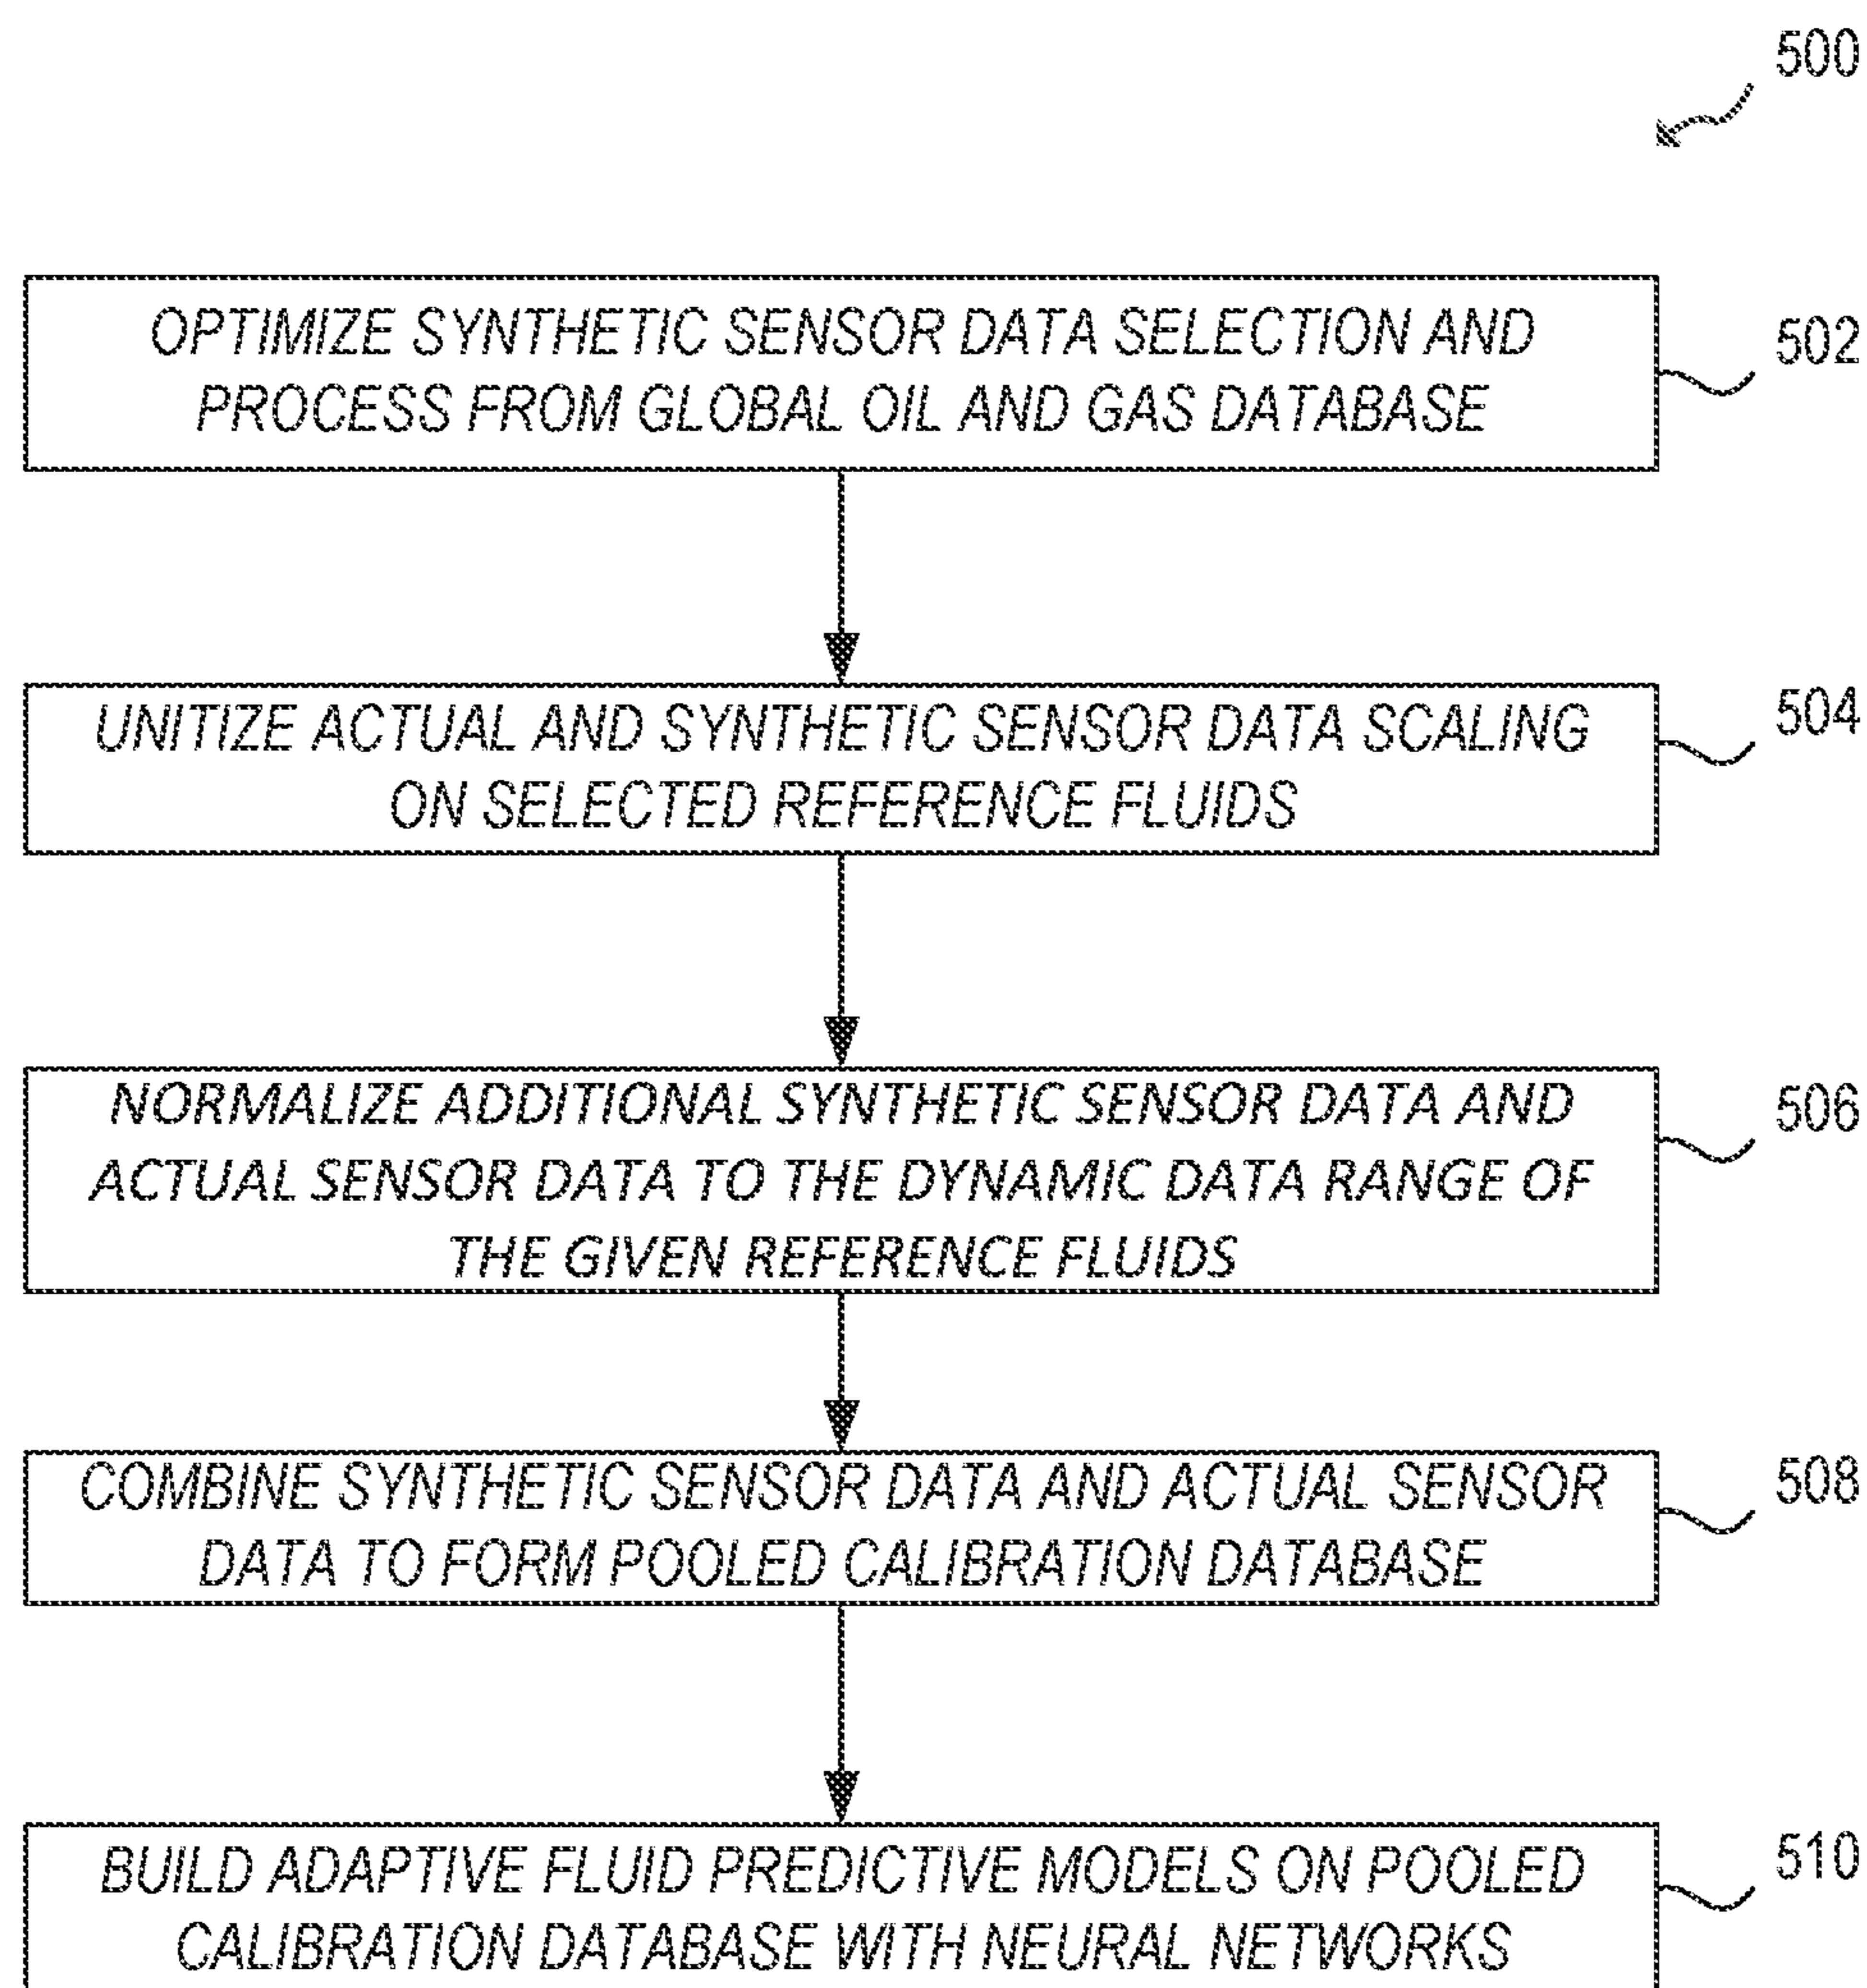 500
OPTIMIZE SYNTHETIC SENSOR DATA SELECTION AND
PROCESS FROM GLOBAL OIL AND GAS DATABASE
502
UNITIZE ACTUAL AND SYNTHETIC SENSOR DATA SCALING
ON SELECTED REFERENCE FLUIDS
504
NORMALIZE ADDITIONAL SYNTHETIC SENSOR DATA AND
ACTUAL SENSOR DATA TO THE DYNAMIC DATA RANGE OF
THE GIVEN REFERENCE FLUIDS
506
COMBINE SYNTHETIC SENSOR DATA AND ACTUAL SENSOR
DATA TO FORM POOLED CALIBRATION DATABASE
508
BUILD ADAPTIVE FLUID PREDICTIVE MODELS ON POOLED
CALIBRATION DATABASE WITH NEURAL NETWORKS
510